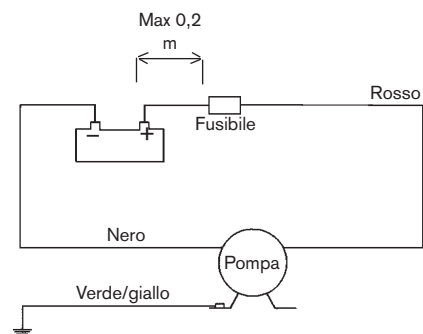 Max 0,2
m
Rosso
Fusibile
− +
Nero
Pompa
Verde/giallo